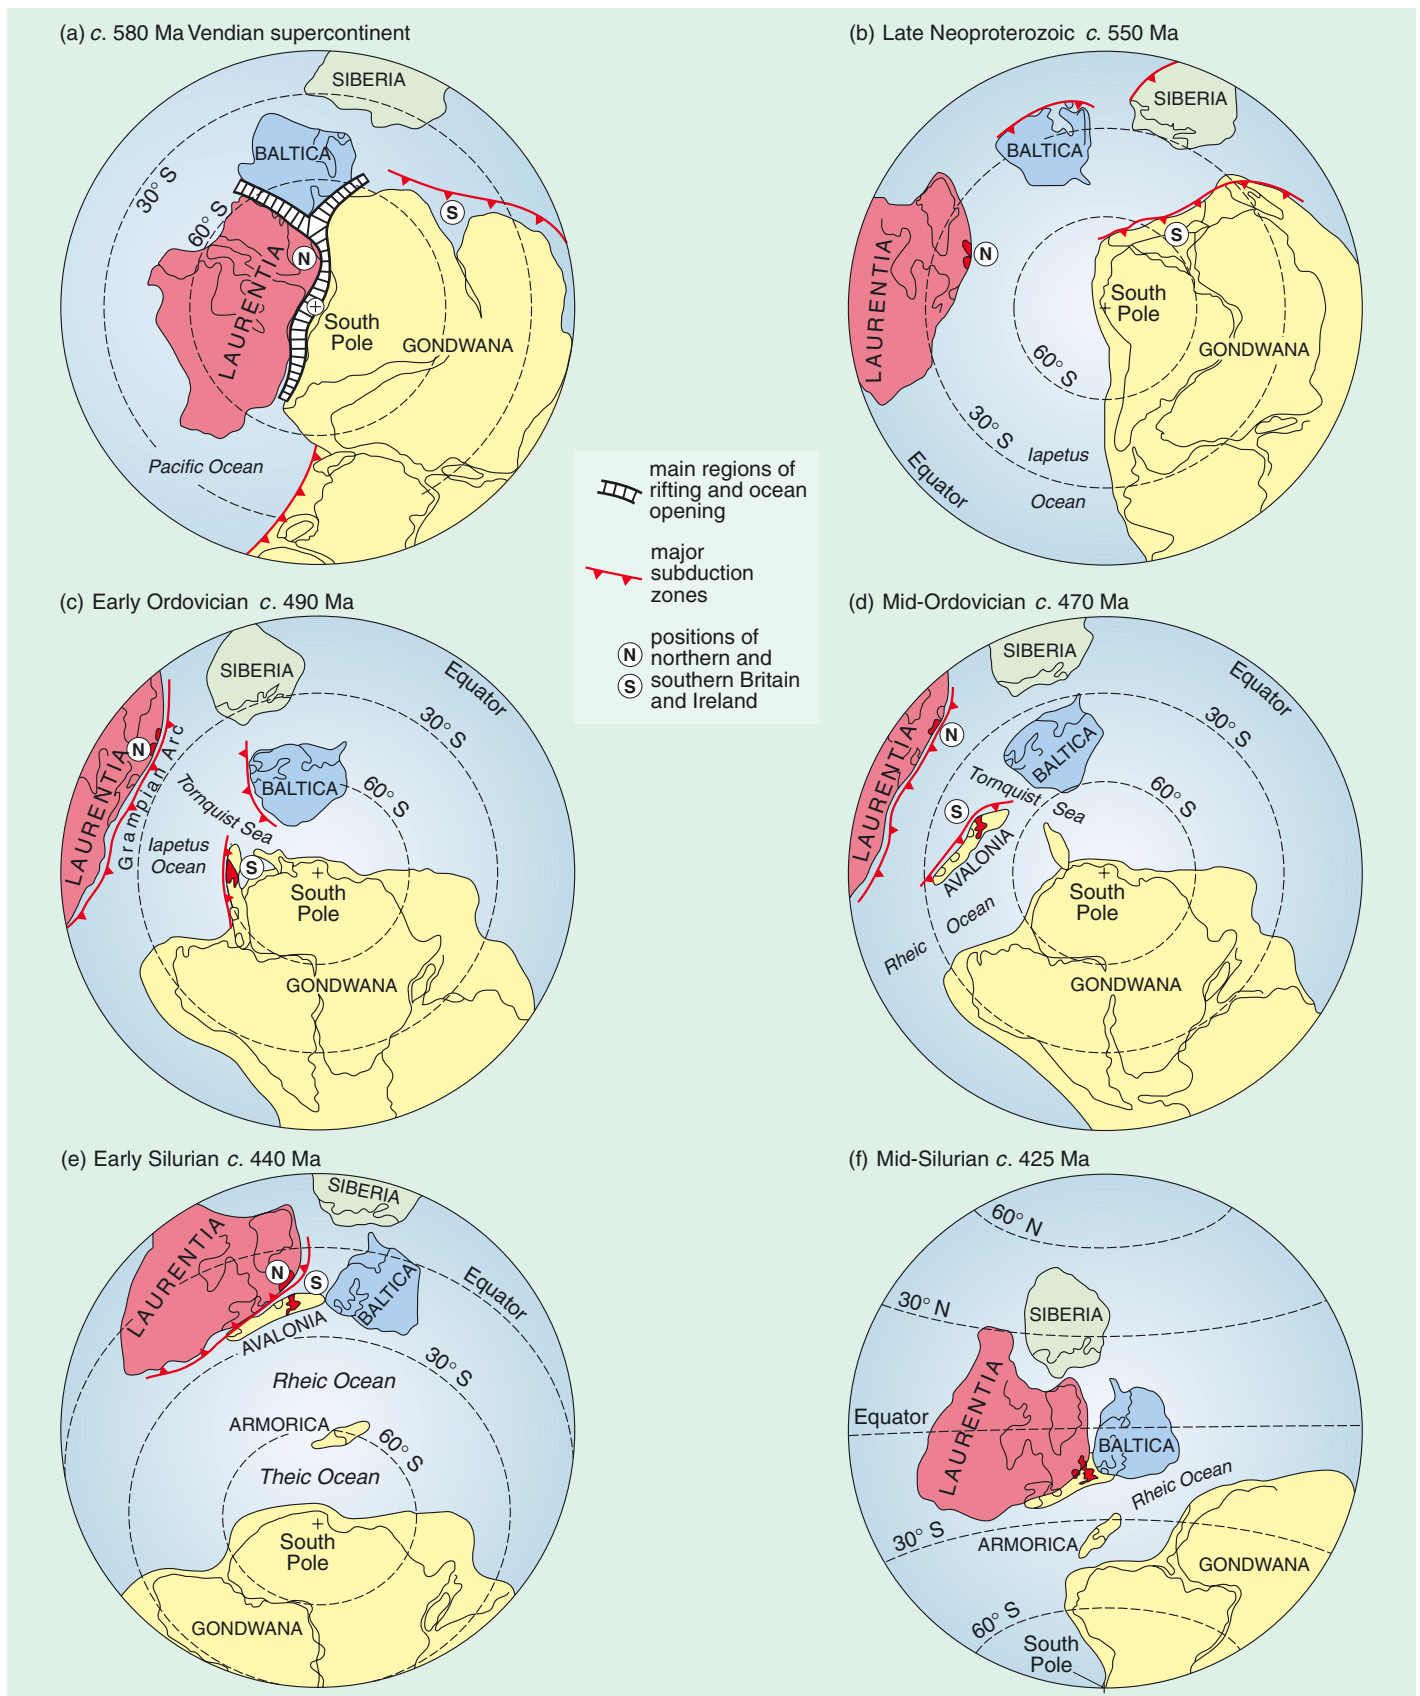 (a) c. 580 Ma Vendian supercontinent
SIBERIA
BALTICA
30° S
60° S
S
N
LAURENTIA
South
Pole
GONDWANA
Pacific Ocean
(b) Late Neoproterozoic c. 550 Ma
SIBERIA
BALTICA
LAURENTIA
N
S
South
Pole
GONDWANA
60° S
30° S
Iapetus
Ocean
Equator
main regions of
rifting and ocean
opening
major
subduction
zones
N
S
positions of
northern and
southern Britain
and Ireland
(c) Early Ordovician c. 490 Ma
SIBERIA
Equator
30° S
N
LAURENTIA
Grampian Arc
Tornquist Sea
BALTICA
60° S
Iapetus
Ocean
S
South
Pole
GONDWANA
(d) Mid-Ordovician c. 470 Ma
SIBERIA
Equator
30° S
N
LAURENTIA
BALTICA
Tornquist
Sea
60° S
S
AVALONIA
South
Pole
Rheic
Ocean
GONDWANA
(e) Early Silurian c. 440 Ma
SIBERIA
LAURENTIA
N
S
BALTICA
Equator
AVALONIA
30° S
Rheic Ocean
ARMORICA
60° S
Theic Ocean
South
Pole
GONDWANA
(f) Mid-Silurian c. 425 Ma
60° N
30° N
SIBERIA
LAURENTIA
Equator
BALTICA
Rheic Ocean
30° S
ARMORICA
GONDWANA
60° S
South
Pole